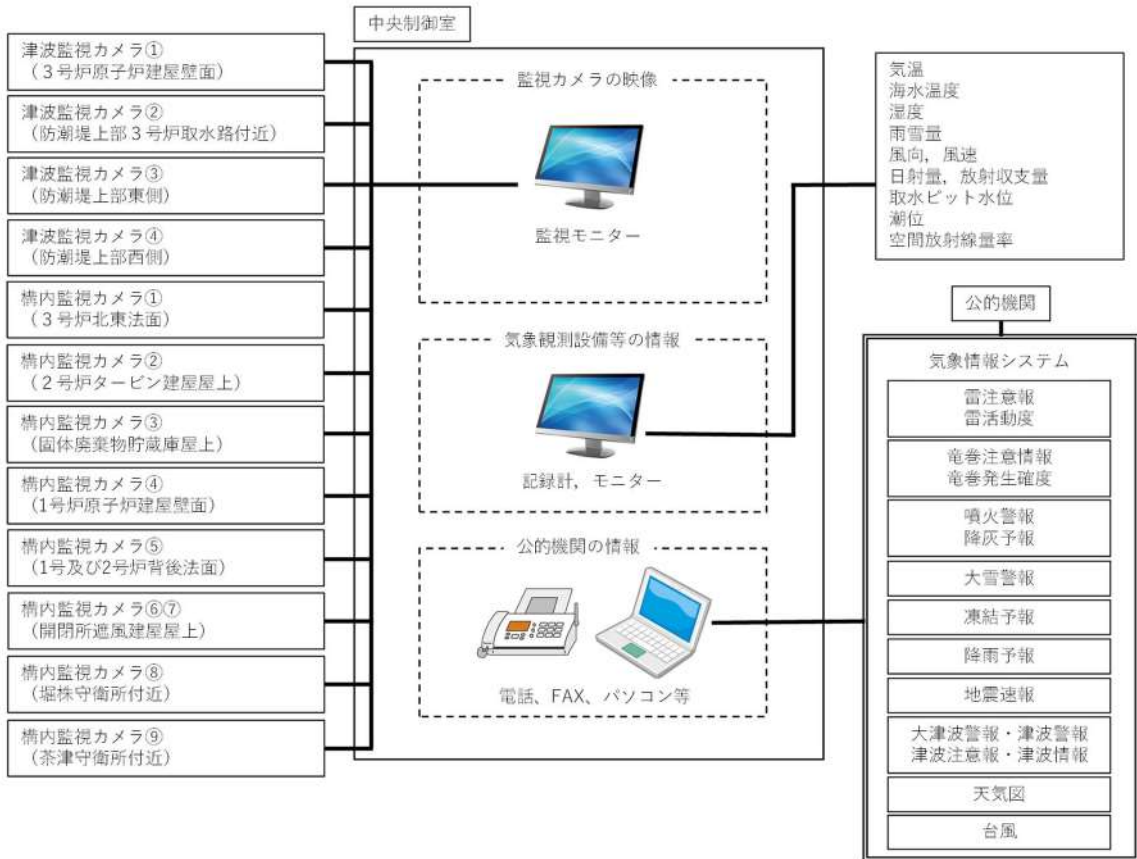 中央制御室
津波監視カメラ①
(３号炉原子炉建屋壁面)
津波監視カメラ②
(防潮堤上部３号炉取水路付近)
津波監視カメラ③
(防潮堤上部東側)
津波監視カメラ④
(防潮堤上部西側)
構内監視カメラ①
(３号炉北東法面)
構内監視カメラ②
(２号炉タービン建屋屋上)
構内監視カメラ③
(固体廃棄物貯蔵庫屋上)
構内監視カメラ④
(1号炉原子炉建屋壁面)
構内監視カメラ⑤
(1号及び2号炉背後法面)
構内監視カメラ⑥⑦
(開閉所遮風建屋屋上)
構内監視カメラ⑧
(堀株守衛所付近)
構内監視カメラ⑨
(茶津守衛所付近)
監視カメラの映像
監視モニター
気象観測設備等の情報
記録計，モニター
公的機関の情報
電話、FAX、パソコン等
気温
海水温度
湿度
雨雪量
風向，風速
日射量，放射収支量
取水ピット水位
潮位
空間放射線量率
公的機関
気象情報システム
雷注意報
雷活動度
竜巻注意情報
竜巻発生確度
噴火警報
降灰予報
大雪警報
凍結予報
降雨予報
地震速報
大津波警報・津波警報
津波注意報・津波情報
天気図
台風